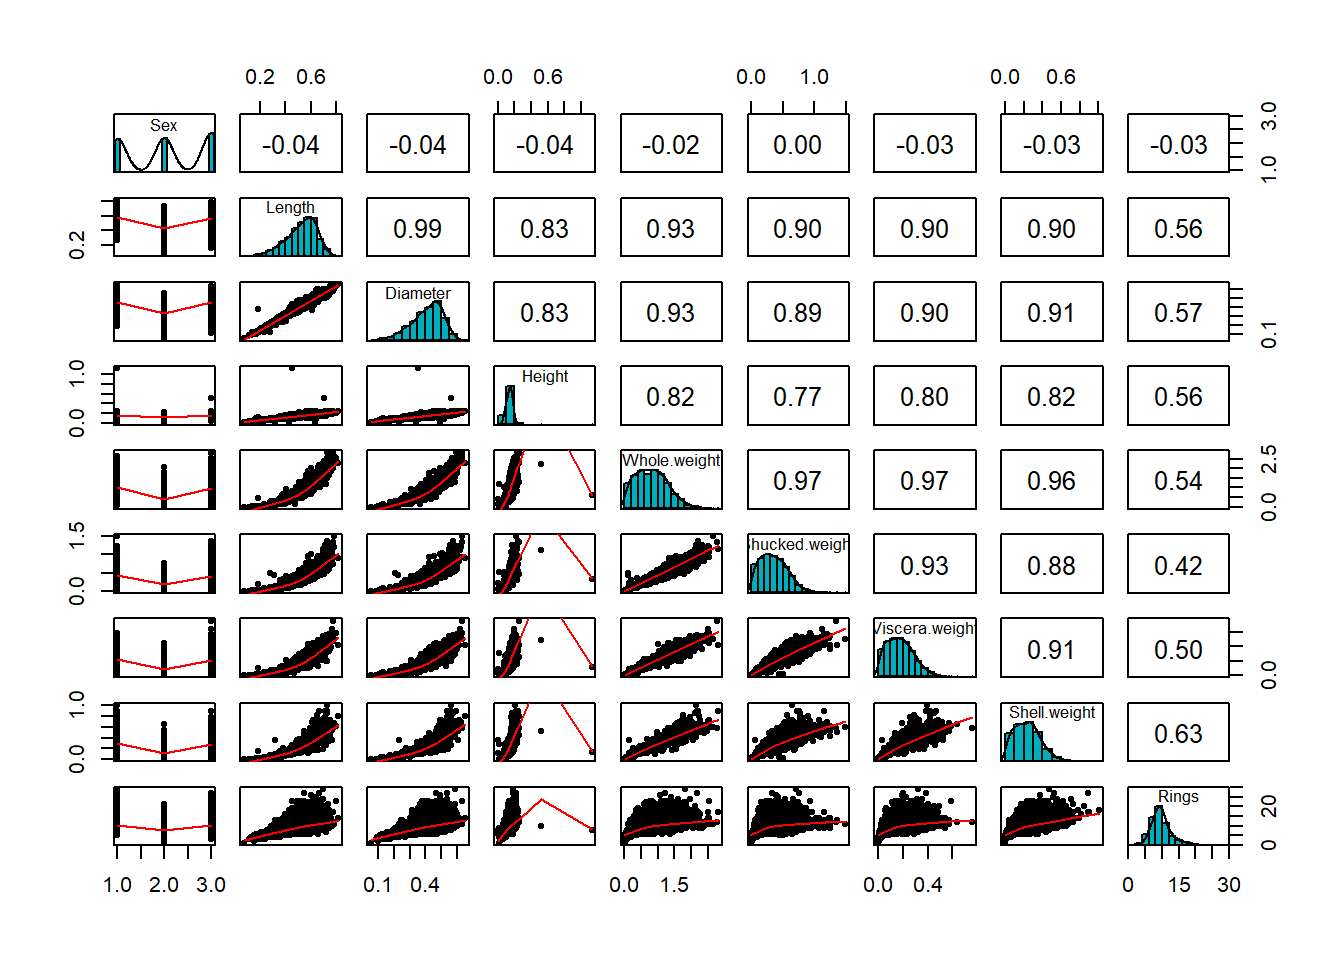 0.2 0.6 0.0 0.6 0.0 1.0 0.0 0.6
Sex -0.04 -0.04 -0.04 -0.02 0.00 -0.03 -0.03 -0.03 1.0 3.0
0.2 Length 0.99 0.83 0.93 0.90 0.90 0.90 0.56
Diameter 0.83 0.93 0.89 0.90 0.91 0.57 0.1
0.0 1.0 Height 0.82 0.77 0.80 0.82 0.56
Whole.weight 0.97 0.97 0.96 0.54 0.0 2.5
0.0 1.5 Shucked.weight 0.93 0.88 0.42
Viscera.weight 0.91 0.50 0.0
0.0 1.0 Shell.weight 0.63
Rings 0 20
1.0 2.0 3.0 0.1 0.4 0.0 1.5 0.0 0.4 0 15 30